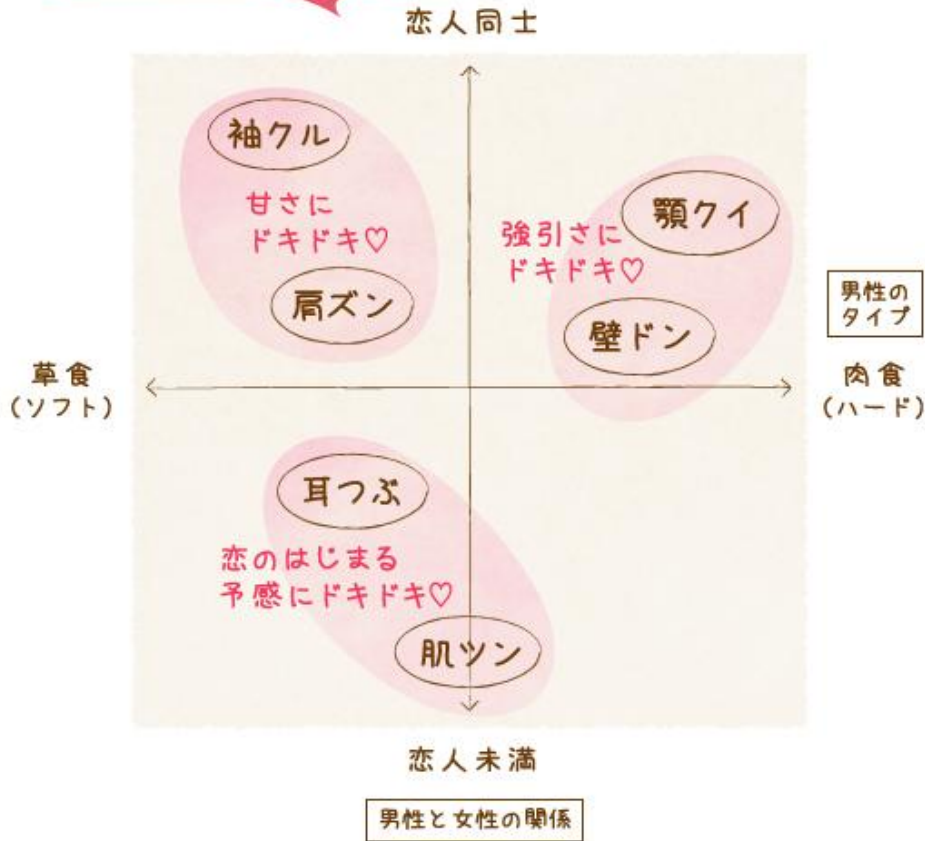 恋人同士
袖クル
甘さに
ドキドキ♡
肩ズン
顎クイ
強引さに
ドキドキ♡
壁ドン
男性の
タイプ
草食
(ソフト)
肉食
(ハード)
耳つぶ
恋のはじまる
予感にドキドキ♡
肌ツン
恋人未満
男性と女性の関係